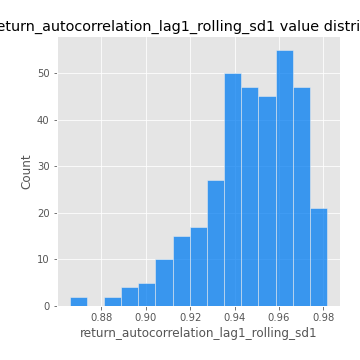 eturn_autocorrelation_lag1_rolling_sd1 value distri
50
40
30
20
10
0
Count
0.88 0.90 0.92 0.94 0.96 0.98
return_autocorrelation_lag1_rolling_sd1